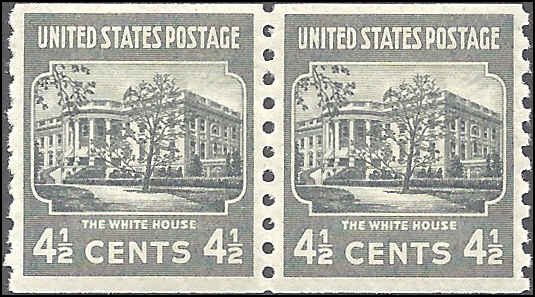 UNITED STATES POSTAGE
THE WHITE HOUSE
4½ CENTS 4½
UNITED STATES POSTAGE
THE WHITE HOUSE
4½ CENTS 4½